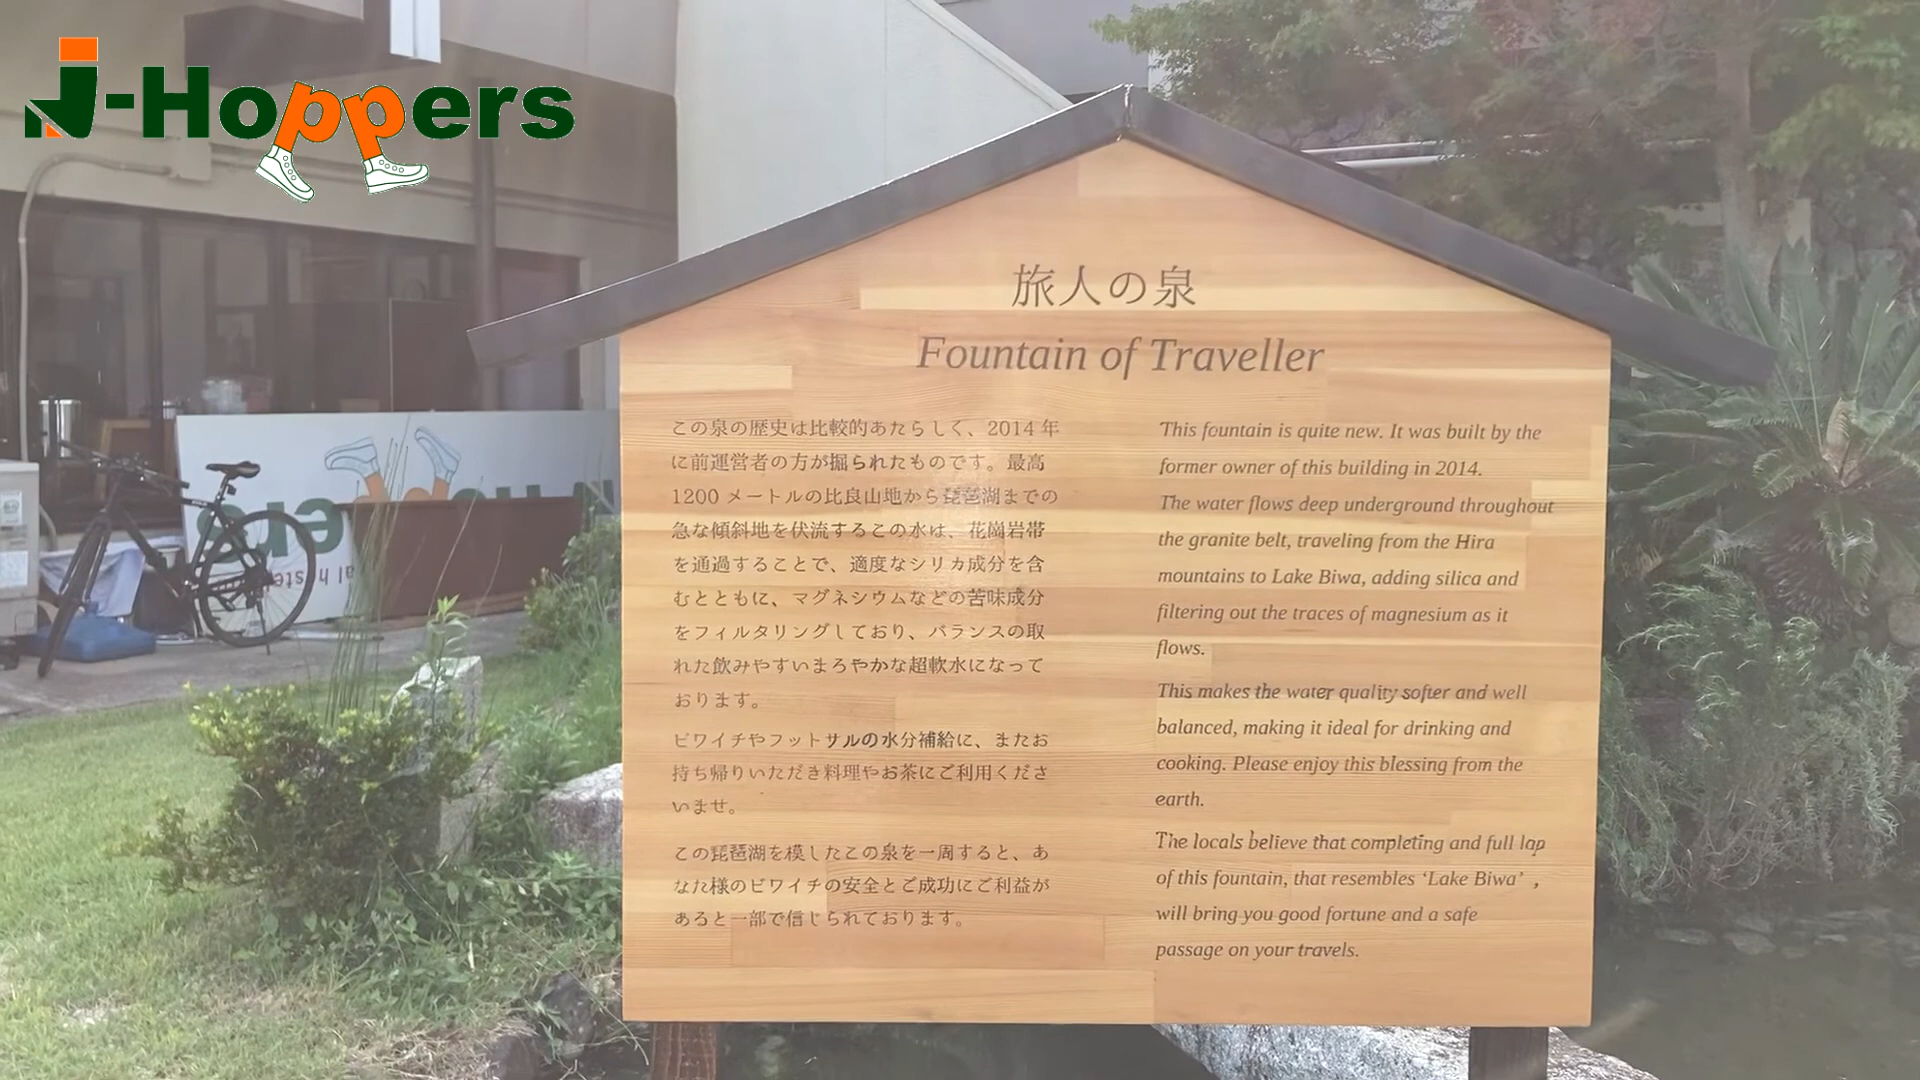 J-Hoppers
旅人の泉
Fountain of Traveller
この泉の歴史は比較的あたらしく、2014 年
に前運営者の方が掘られたものです。最高
1200 メートルの比良山地から琵琶湖までの
急な傾斜地を伏流するこの水は、花崗岩帯
を通過することで、適度なシリカ成分を含
むとともに、マグネシウムなどの苦味成分
をフィルタリングしており、バランスの取
れた飲みやすいまろやかな超軟水になって
おります。
ビワイチやフットサルの水分補給に、またお
持ち帰りいただき料理やお茶にご利用くださ
いませ。
この琵琶湖を模したこの泉を一周すると、あ
なた様のビワイチの安全とご成功にご利益が
あると一部で信じられております。
This fountain is quite new. It was built by the
former owner of this building in 2014.
The water flows deep underground throughout
the granite belt, traveling from the Hira
mountains to Lake Biwa, adding silica and
filtering out the traces of magnesium as it
flows.
This makes the water quality softer and well
balanced, making it ideal for drinking and
cooking. Please enjoy this blessing from the
earth.
The locals believe that completing and full lap
of this fountain, that resembles ‘Lake Biwa’ ,
will bring you good fortune and a safe
passage on your travels.